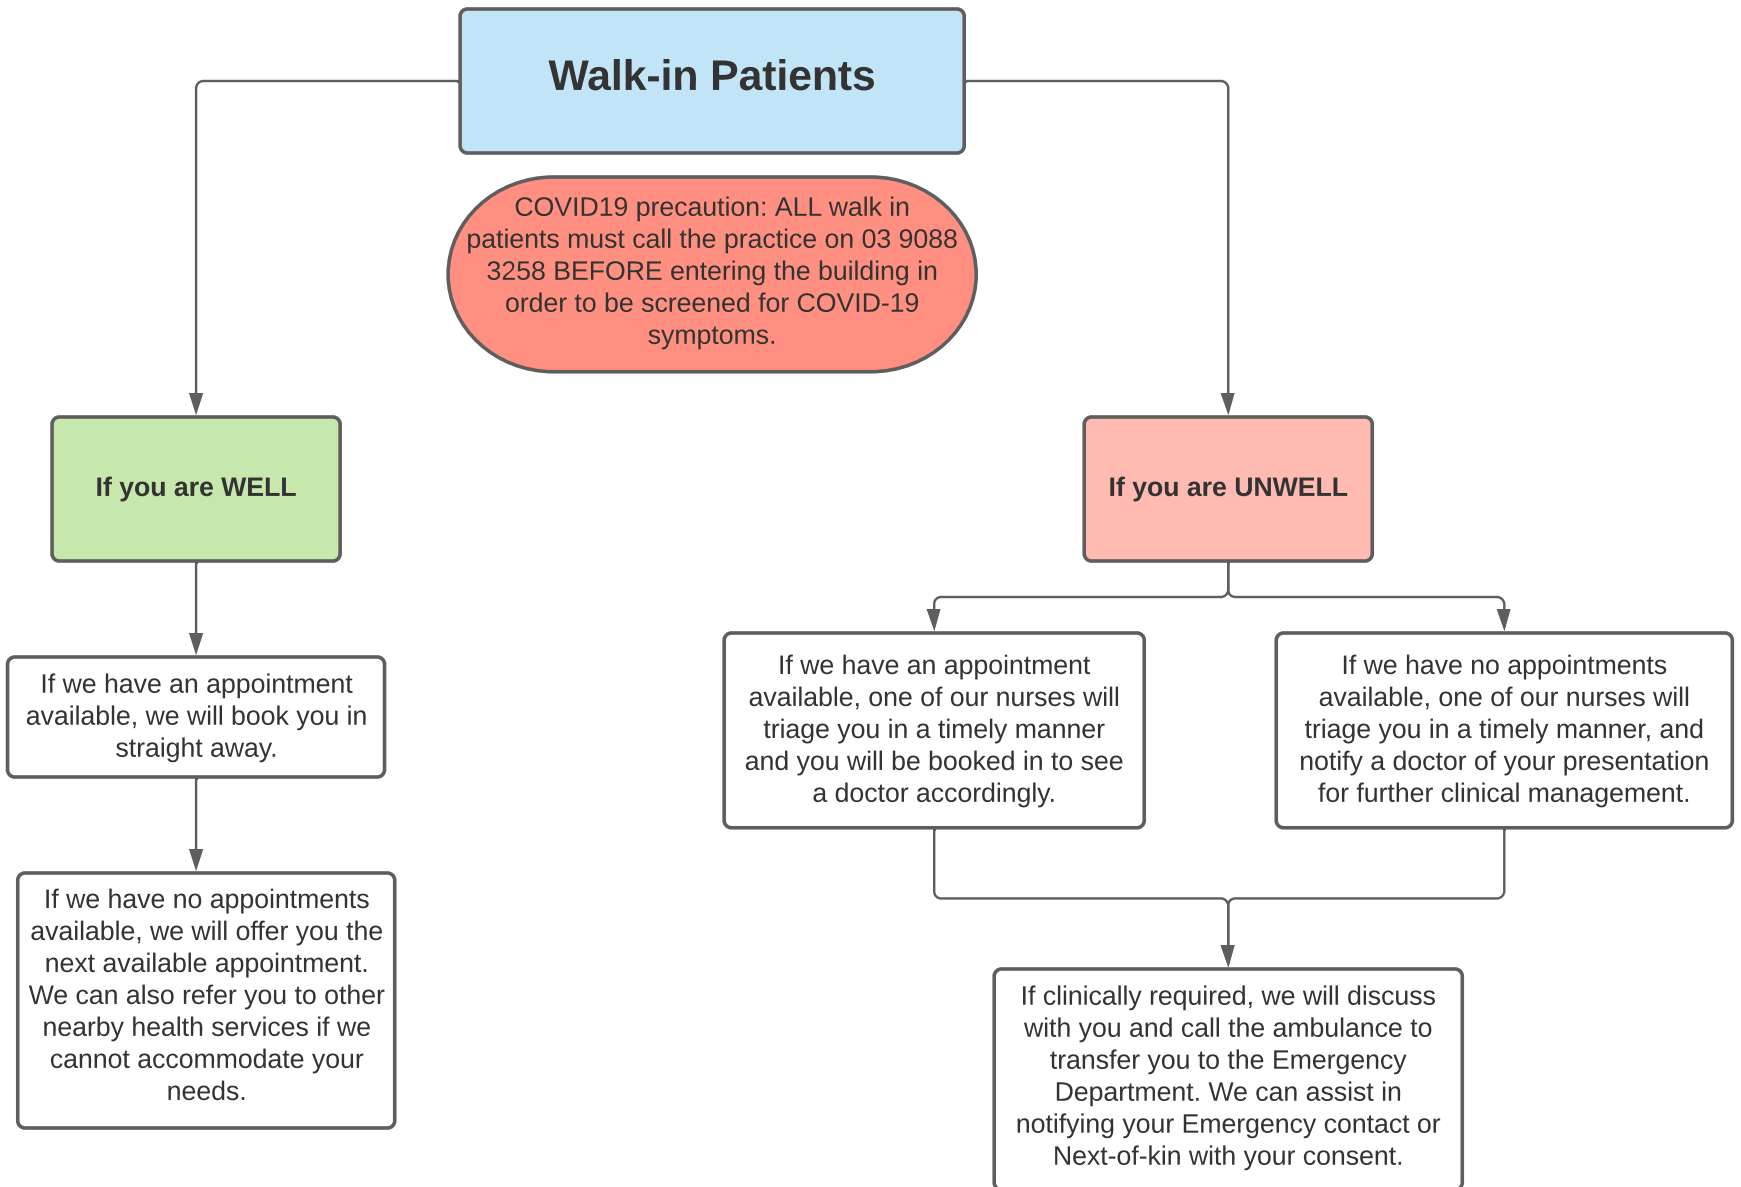 Walk-in Patients
COVID19 precaution: ALL walk in
patients must call the practice on 03 9088
3258 BEFORE entering the building in
order to be screened for COVID-19
symptoms.
If you are WELL
If you are UNWELL
If we have an appointment
available, we will book you in
straight away.
If we have no appointments
available, we will offer you the
next available appointment.
We can also refer you to other
nearby health services if we
cannot accommodate your
needs.
If we have an appointment
available, one of our nurses will
triage you in a timely manner
and you will be booked in to see
a doctor accordingly.
If we have no appointments
available, one of our nurses will
triage you in a timely manner, and
notify a doctor of your presentation
for further clinical management.
If clinically required, we will discuss
with you and call the ambulance to
transfer you to the Emergency
Department. We can assist in
notifying your Emergency contact or
Next-of-kin with your consent.